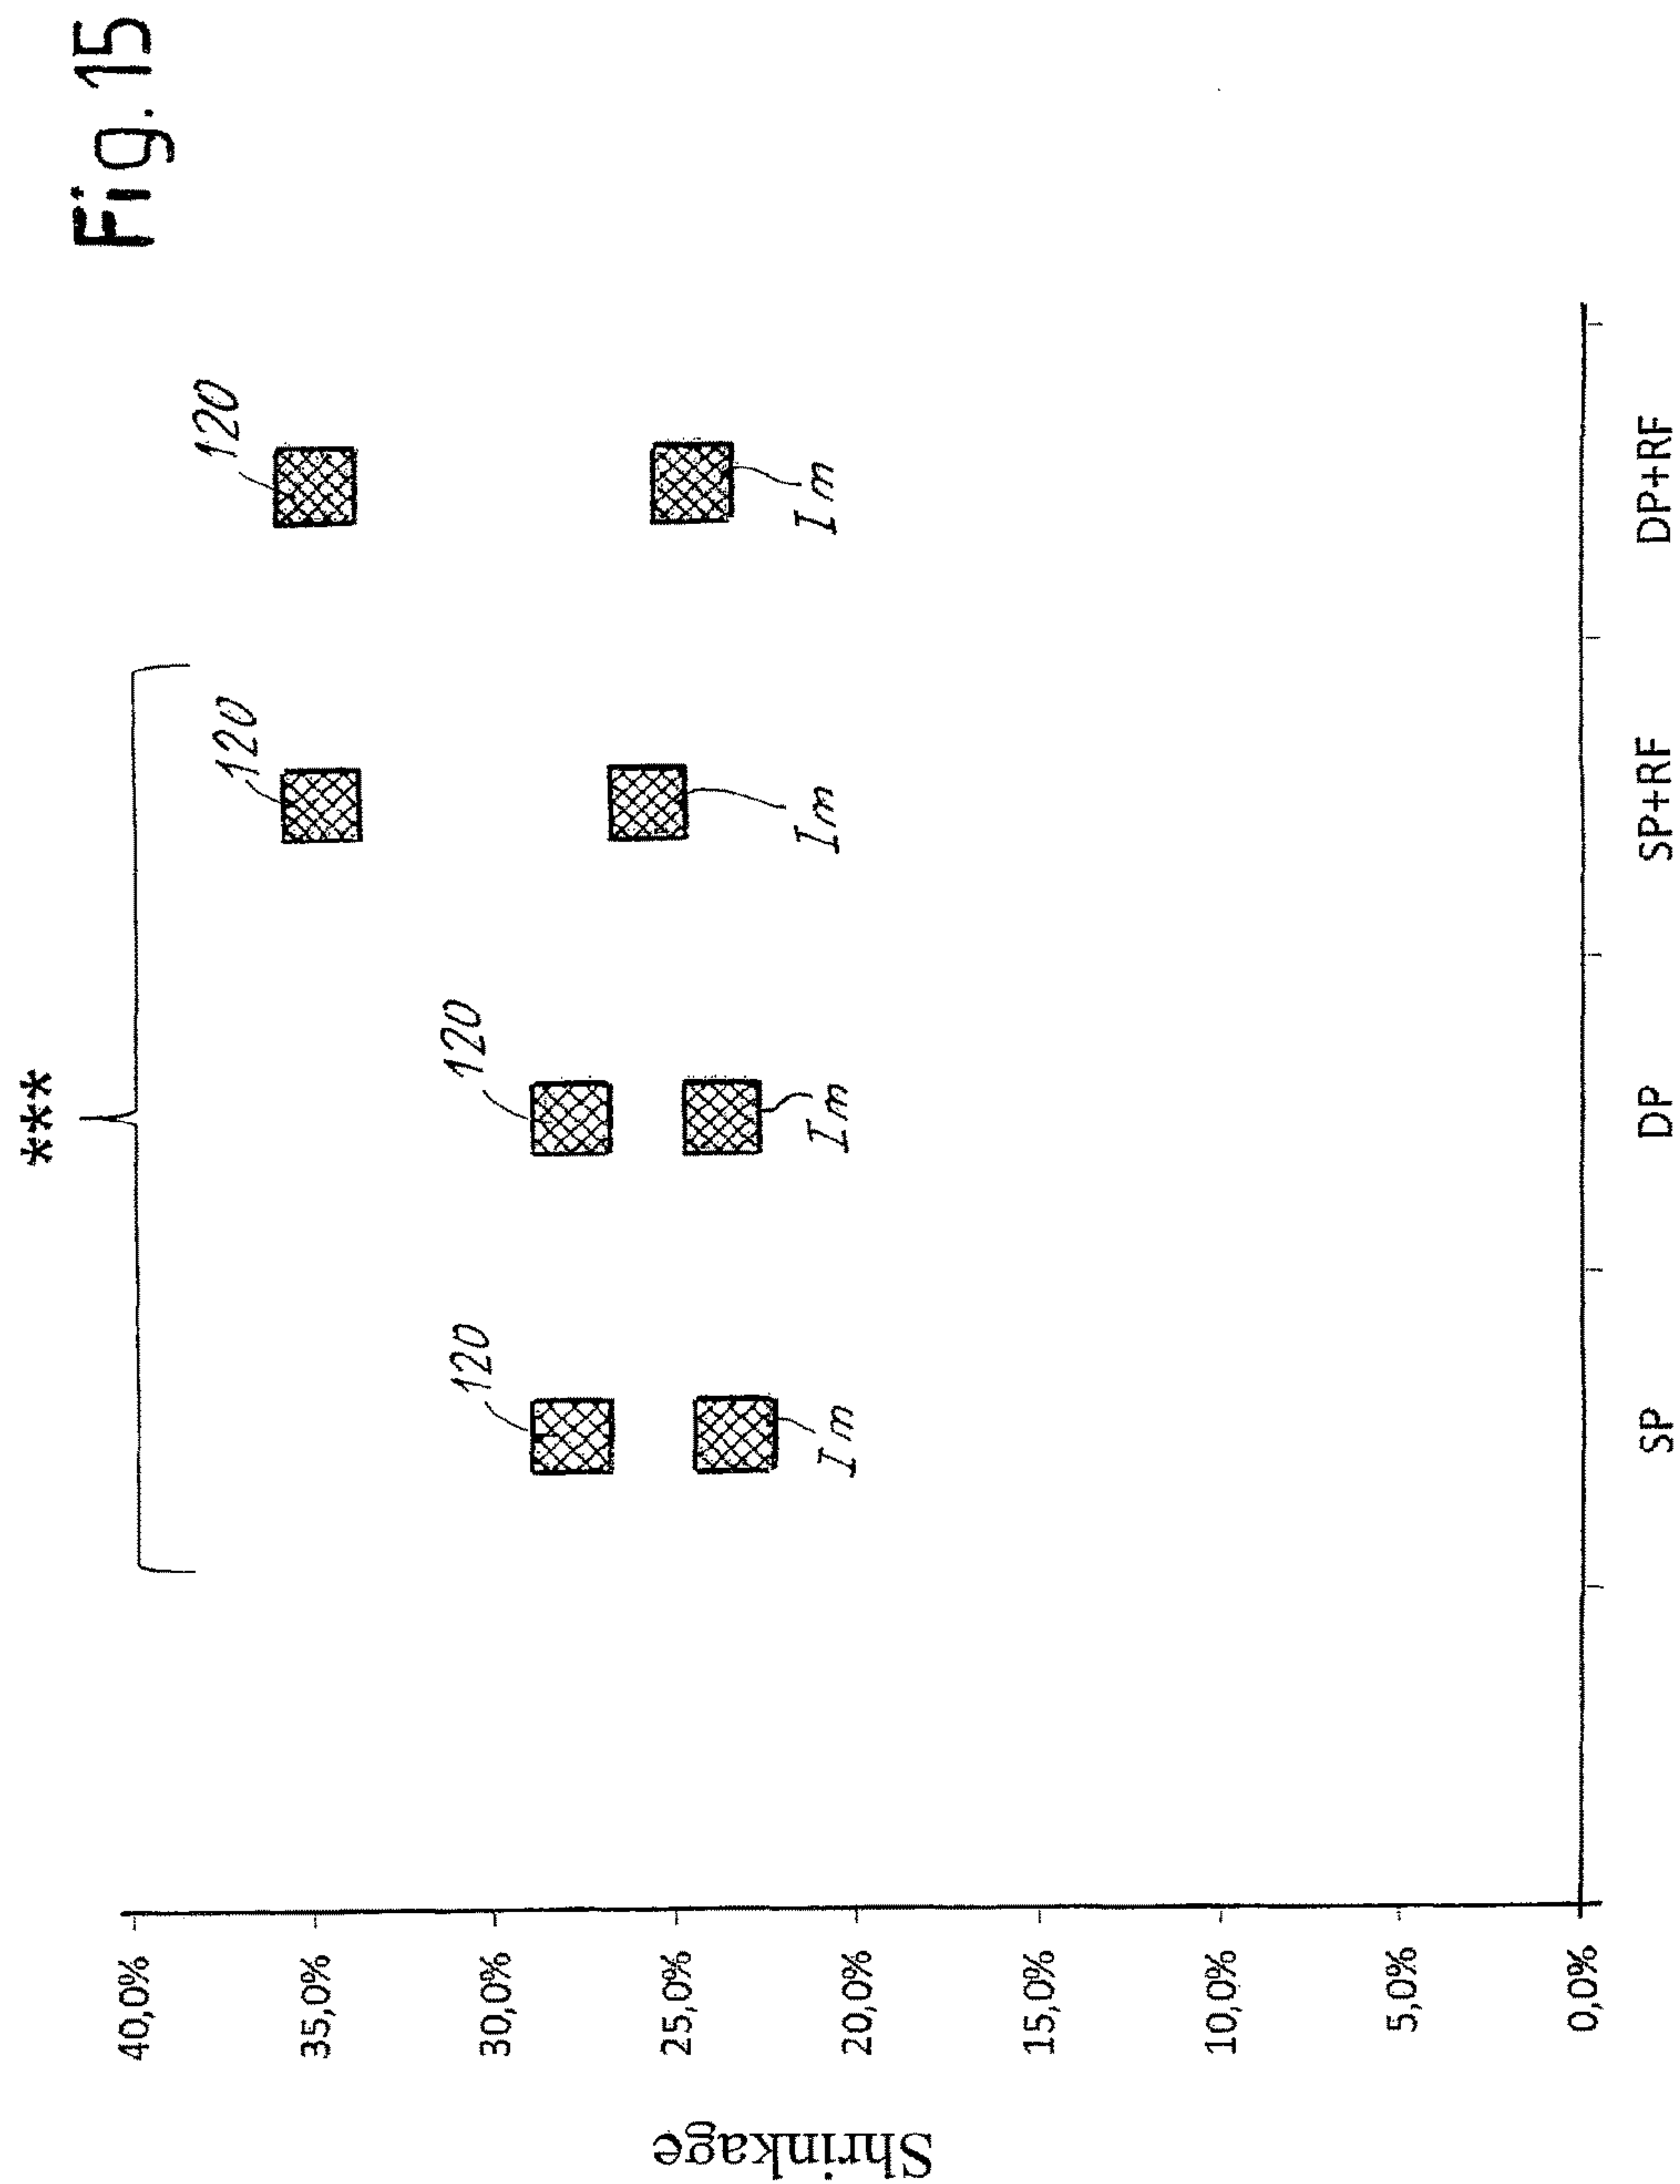 Fig. 15
***
120
120
120
120
Im
Im
Im
Im
Shrinkage
40,0%
35,0%
30,0%
25,0%
20,0%
15,0%
10,0%
5,0%
0,0%
SP
DP
SP+RF
DP+RF